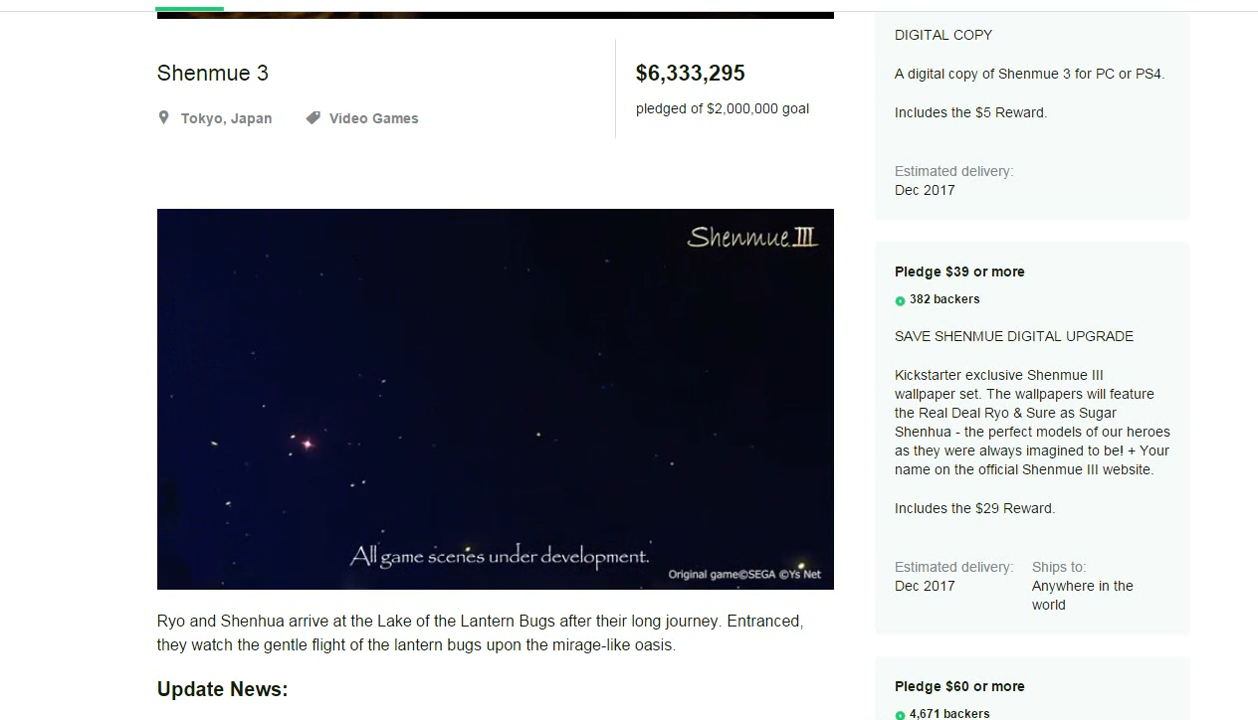 Shenmue 3
Tokyo, Japan
Video Games
$6,333,295
pledged of $2,000,000 goal
Shenmue III
All game scenes under development.
Original game©SEGA ©Ys Net
Ryo and Shenhua arrive at the Lake of the Lantern Bugs after their long journey. Entranced,
they watch the gentle flight of the lantern bugs upon the mirage-like oasis.
Update News:
DIGITAL COPY
A digital copy of Shenmue 3 for PC or PS4.
Includes the $5 Reward.
Estimated delivery:
Dec 2017
Pledge $39 or more
382 backers
SAVE SHENMUE DIGITAL UPGRADE
Kickstarter exclusive Shenmue III
wallpaper set. The wallpapers will feature
the Real Deal Ryo & Sure as Sugar
Shenhua - the perfect models of our heroes
as they were always imagined to be! + Your
name on the official Shenmue III website.
Includes the $29 Reward.
Estimated delivery:
Dec 2017
Ships to:
Anywhere in the
world
Pledge $60 or more
4,671 backers